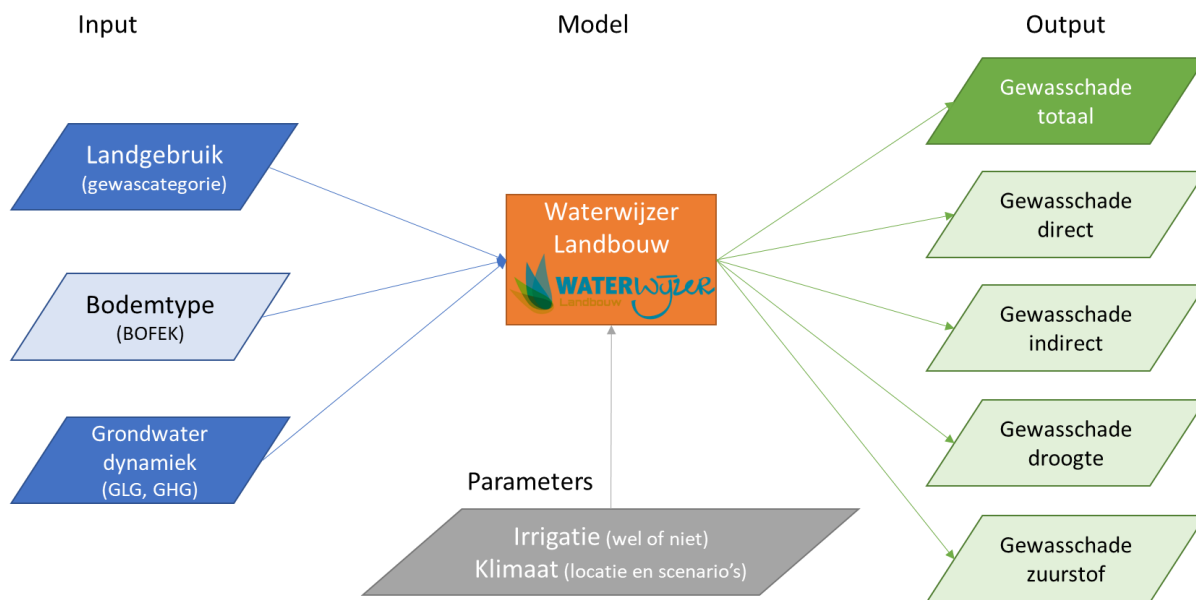 Input
Model
Output
Landgebruik
(gewascategorie)
Bodemtype
(BOFEK)
Grondwater
dynamiek
(GLG, GHG)
Waterwijzer
Landbouw
WATERWIJZER
Landbouw
Parameters
Irrigatie (wel of niet)
Klimaat (locatie en scenario's)
Gewasschade
totaal
Gewasschade
direct
Gewasschade
indirect
Gewasschade
droogte
Gewasschade
zuurstof